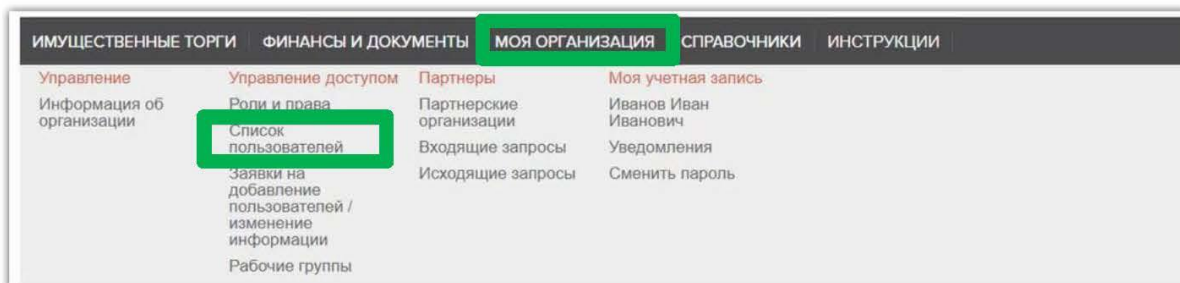 ИМУЩЕСТВЕННЫЕ ТОРГИ ФИНАНСЫ И ДОКУМЕНТЫ МОЯ ОРГАНИЗАЦИЯ СПРАВОЧНИКИ ИНСТРУКЦИИ
Управление
Информация об
организации
Управление доступом
Роли и права
Список
пользователей
Заявки на
добавление
пользователей /
изменение
информации
Рабочие группы
Партнеры
Партнерские
организации
Входящие запросы
Исходящие запросы
Моя учетная запись
Иванов Иван
Иванович
Уведомления
Сменить пароль